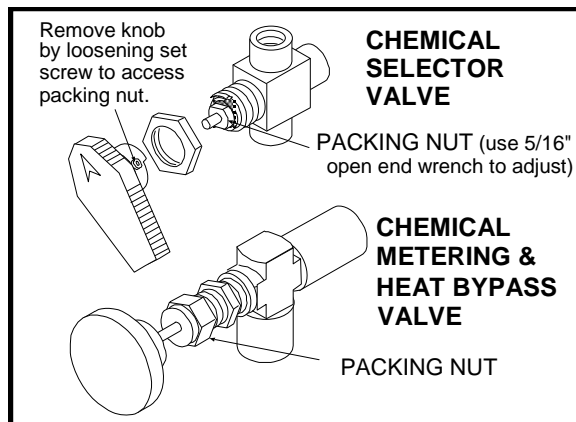 Remove knob
by loosening set
screw to access
packing nut.
CHEMICAL
SELECTOR
VALVE
PACKING NUT (use 5/16"
open end wrench to adjust)
CHEMICAL
METERING &
HEAT BYPASS
VALVE
PACKING NUT